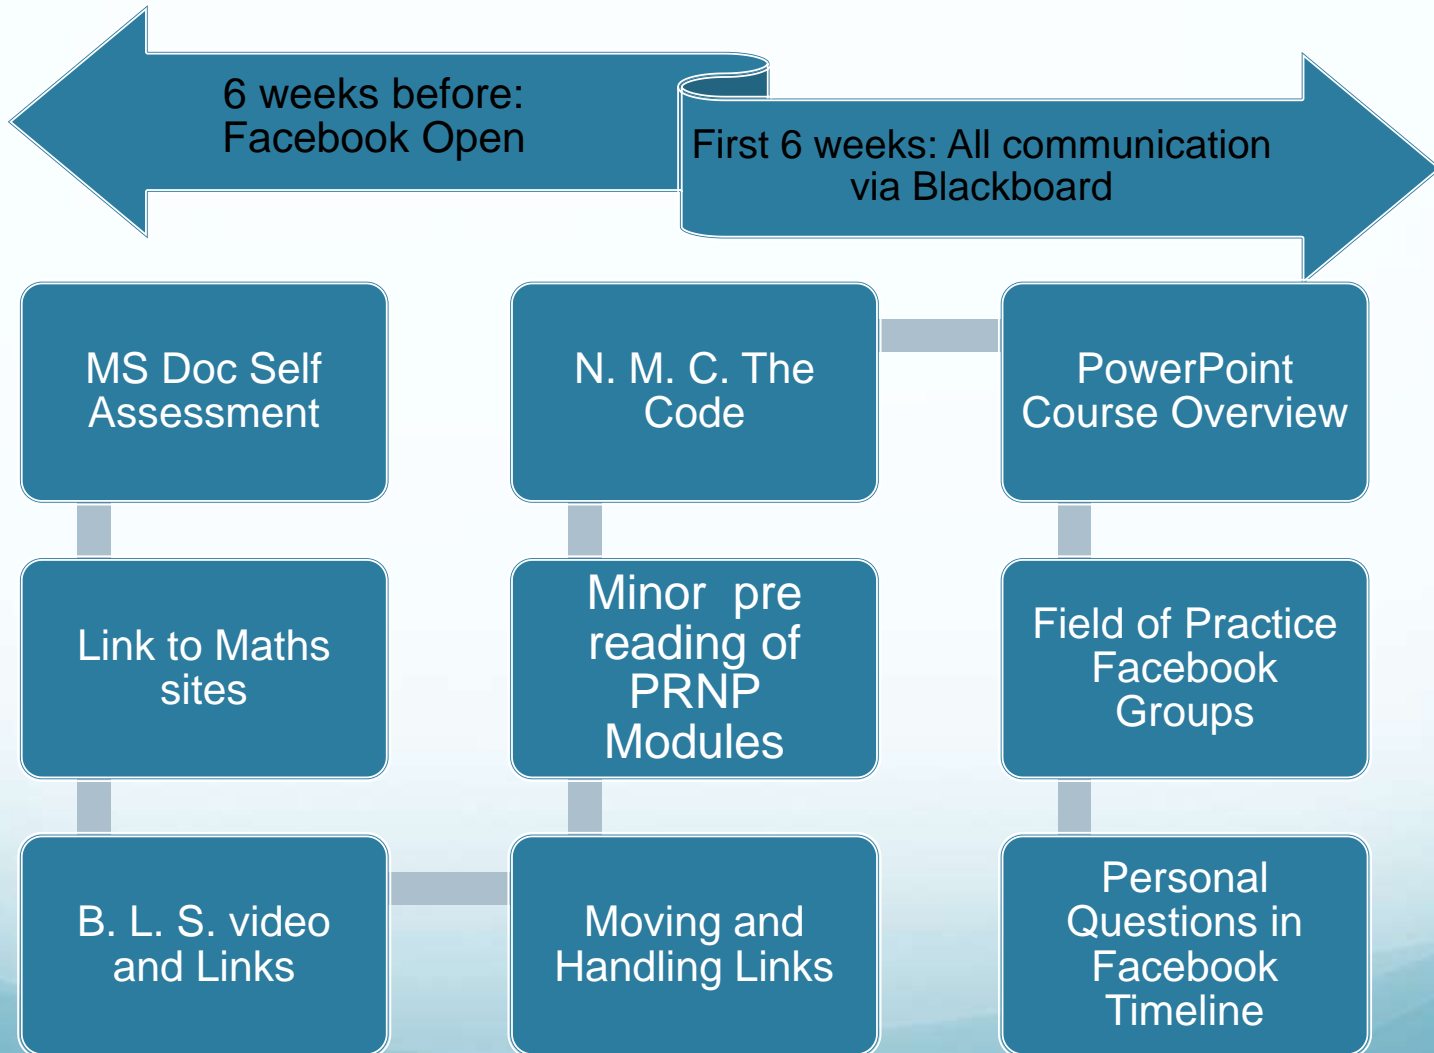 6 weeks before:
Facebook Open
First 6 weeks: All communication
via Blackboard
MS Doc Self
Assessment
Link to Maths
sites
B. L. S. video
and Links
Moving and
Handling Links
Minor pre
reading of
PRNP
Modules
N. M. C. The
Code
PowerPoint
Course Overview
Field of Practice
Facebook
Groups
Personal
Questions in
Facebook
Timeline